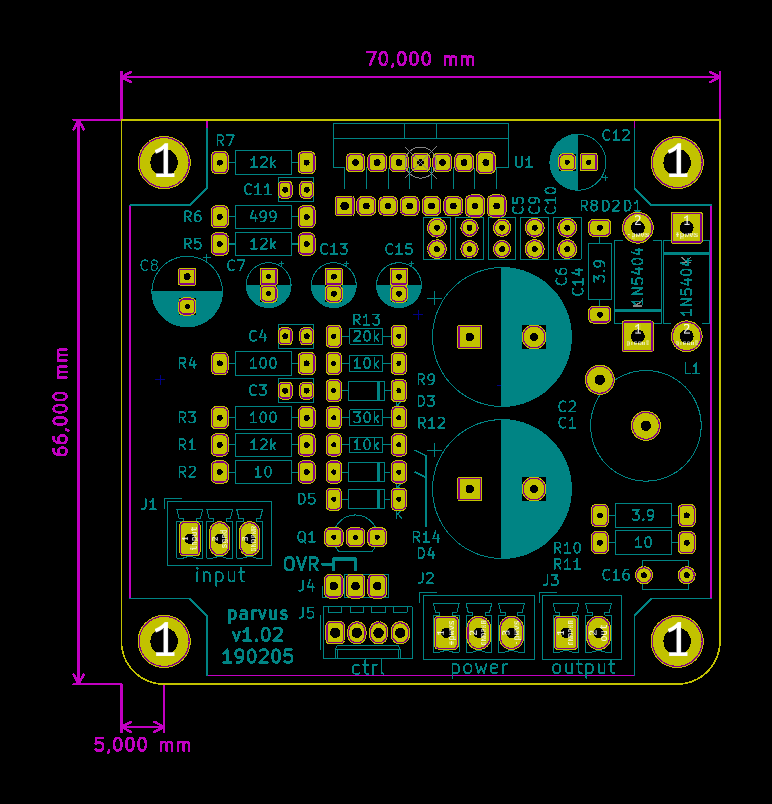 70,000 mm
R7
12k
U1
C12
1
1
C11
R6
499
C5
C9
C10
R8
D2
D1
R5
12k
2
1
C8
C7
C13
C15
C6
C14
3.9
1N5404
K
1N5404
K
R13
C4
20k
1
2
R4
100
10k
L1
R9
C3
D3
C2
66,000 mm
R3
100
30k
R12
C1
R1
12k
10k
R2
10
K
D5
J1
K
3.9
Q1
R14
10
D4
R10
OVR
R11
input
J2
J3
C16
J4
parvus
J5
v1.02
1
1
190205
ctrl
power
output
5,000 mm